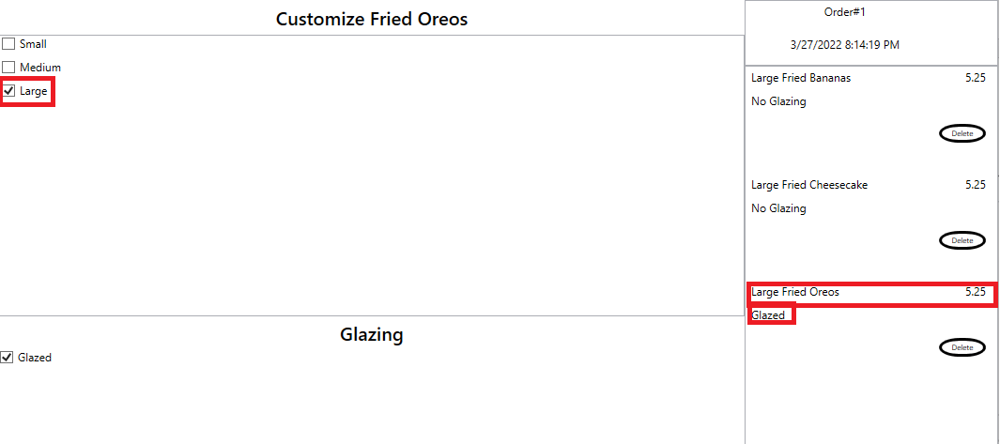 Customize Fried Oreos
Small
Medium
Large
Glazing
Glazed
Order#1
3/27/2022 8:14:19 PM
Large Fried Bananas 5.25
No Glazing
Delete
Large Fried Cheesecake 5.25
No Glazing
Delete
Large Fried Oreos 5.25
Glazed
Delete